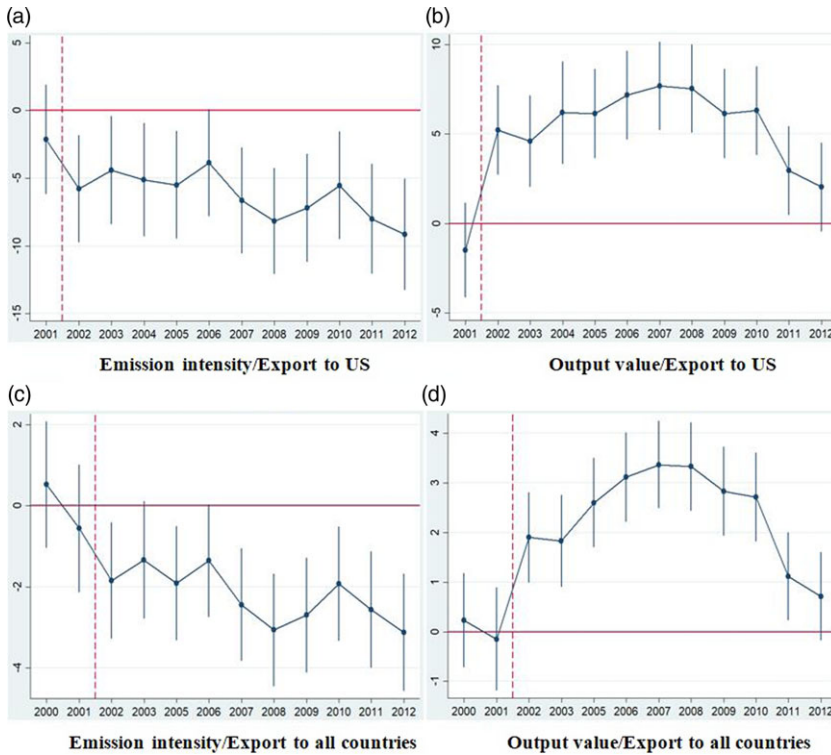 (a)
(b)
5
0
-5
-10
-15
2001 2002 2003 2004 2005 2006 2007 2008 2009 2010 2011 2012
10
5
0
-5
2001 2002 2003 2004 2005 2006 2007 2008 2009 2010 2011 2012
Emission intensity/Export to US
Output value/Export to US
(c)
(d)
2
0
-2
-4
2000 2001 2002 2003 2004 2005 2006 2007 2008 2009 2010 2011 2012
4
3
2
1
0
-1
2000 2001 2002 2003 2004 2005 2006 2007 2008 2009 2010 2011 2012
Emission intensity/Export to all countries
Output value/Export to all countries